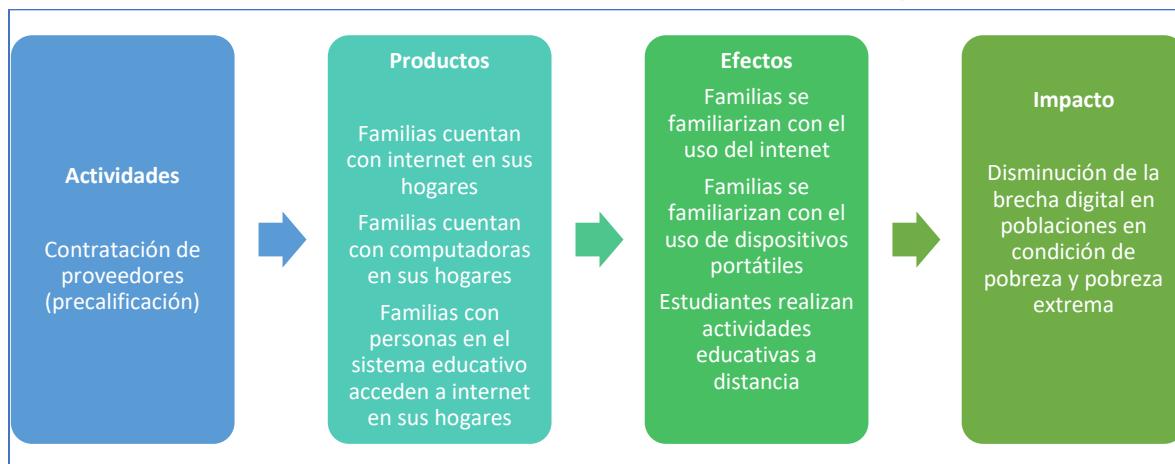 Actividades
Contratación de
proveedores
(precalificación)
Productos
Familias cuentan
con internet en sus
hogares
Familias cuentan
con computadoras
en sus hogares
Familias con
personas en el
sistema educativo
acceden a internet
en sus hogares
Efectos
Familias se
familiarizan con el
uso del intenet
Familias se
familiarizan con el
uso de dispositivos
portátiles
Estudiantes realizan
actividades
educativas a
distancia
Impacto
Disminución de la
brecha digital en
poblaciones en
condición de
pobreza y pobreza
extrema